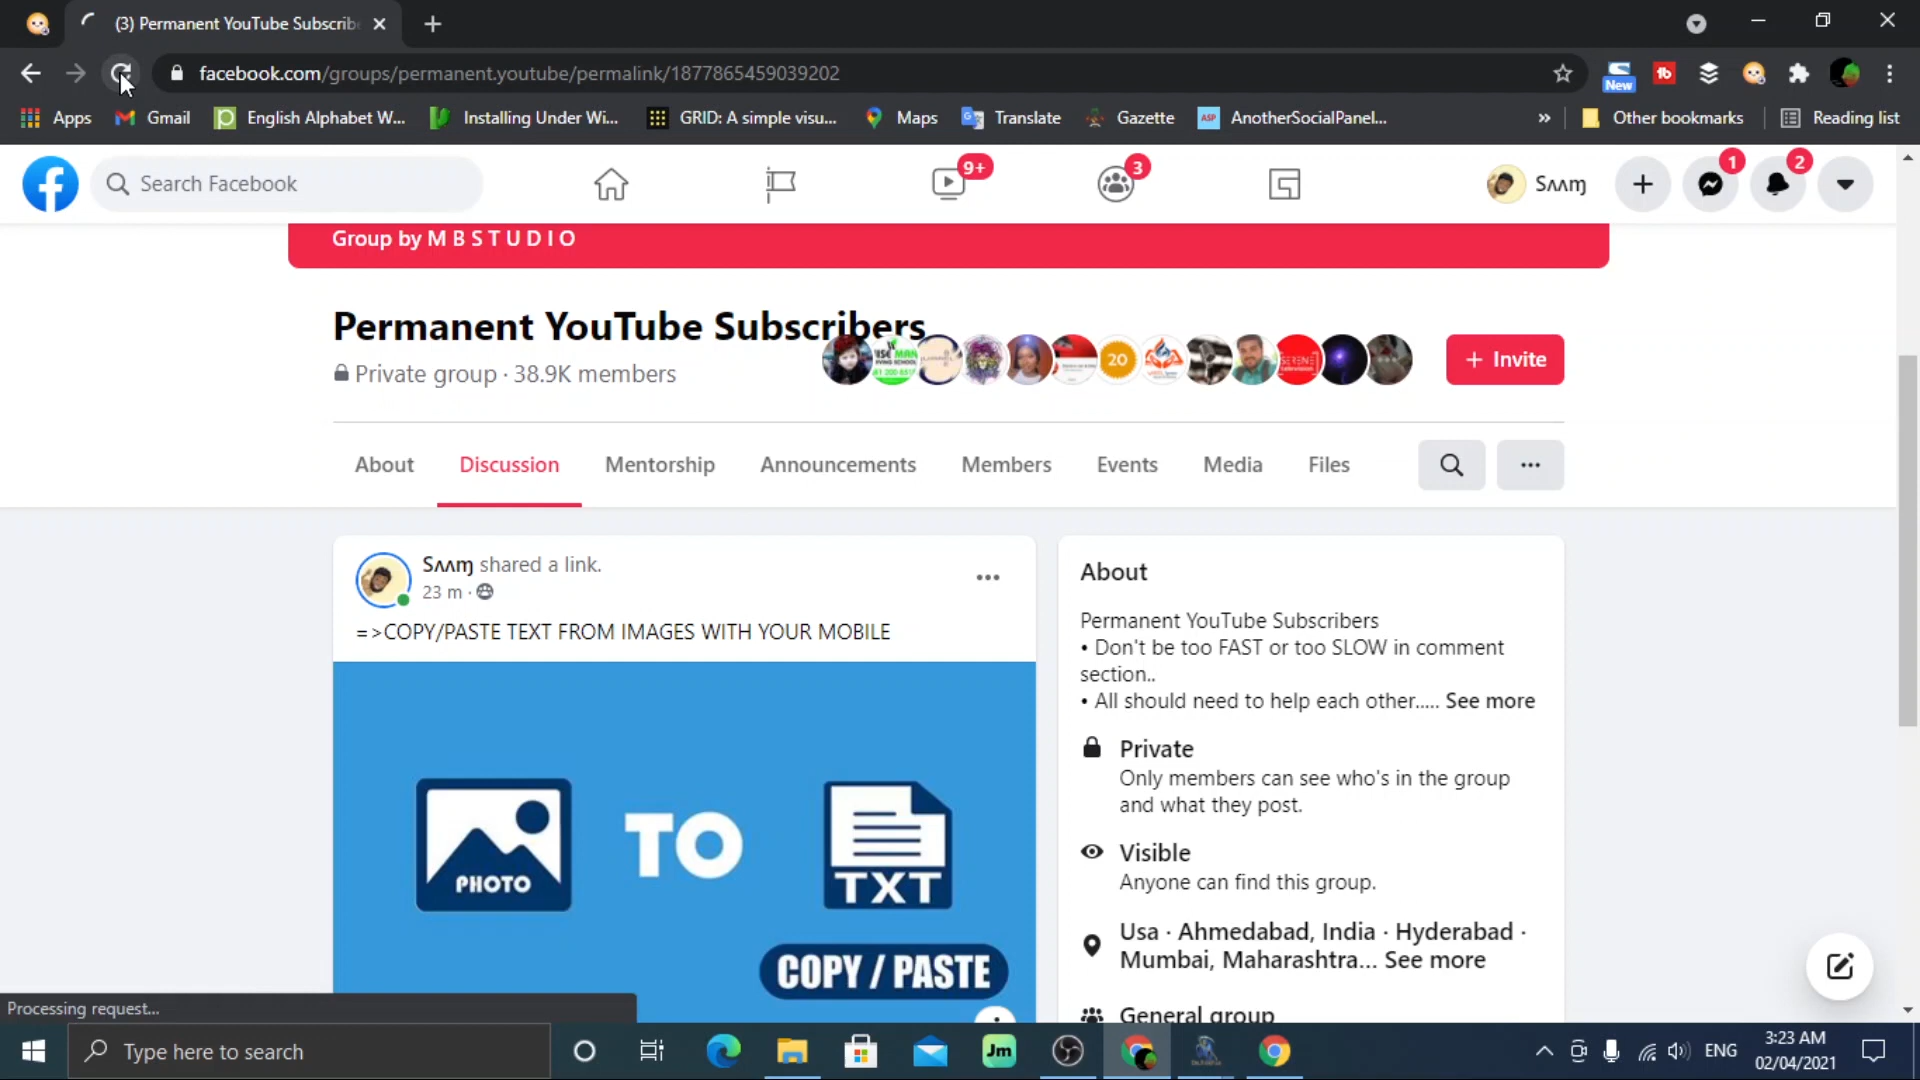 (3) Permanent YouTube Subscrib
facebook.com/groups/permanent.youtube/permalink/1877865459039202
New
Apps
Gmail
English Alphabet W...
Installing Under Wi...
GRID: A simple visu...
Maps
Translate
Gazette
ASP
AnotherSocialPanel...
»
Other bookmarks
Reading list
Search Facebook
9+
3
Sʌʌɱ
1
2
Group by M B S T U D I O
Permanent YouTube Subscribers
Private group · 38.9K members
20
+ Invite
About
Discussion
Mentorship
Announcements
Members
Events
Media
Files
Sʌʌɱ shared a link.
23 m ·
=>COPY/PASTE TEXT FROM IMAGES WITH YOUR MOBILE
PHOTO
TO
TXT
COPY / PASTE
About
Permanent YouTube Subscribers
• Don't be too FAST or too SLOW in comment
section..
• All should need to help each other..... See more
Private
Only members can see who's in the group
and what they post.
Visible
Anyone can find this group.
Usa · Ahmedabad, India · Hyderabad ·
Mumbai, Maharashtra... See more
General group
Processing request...
Type here to search
Jm
ENG
3:23 AM
02/04/2021